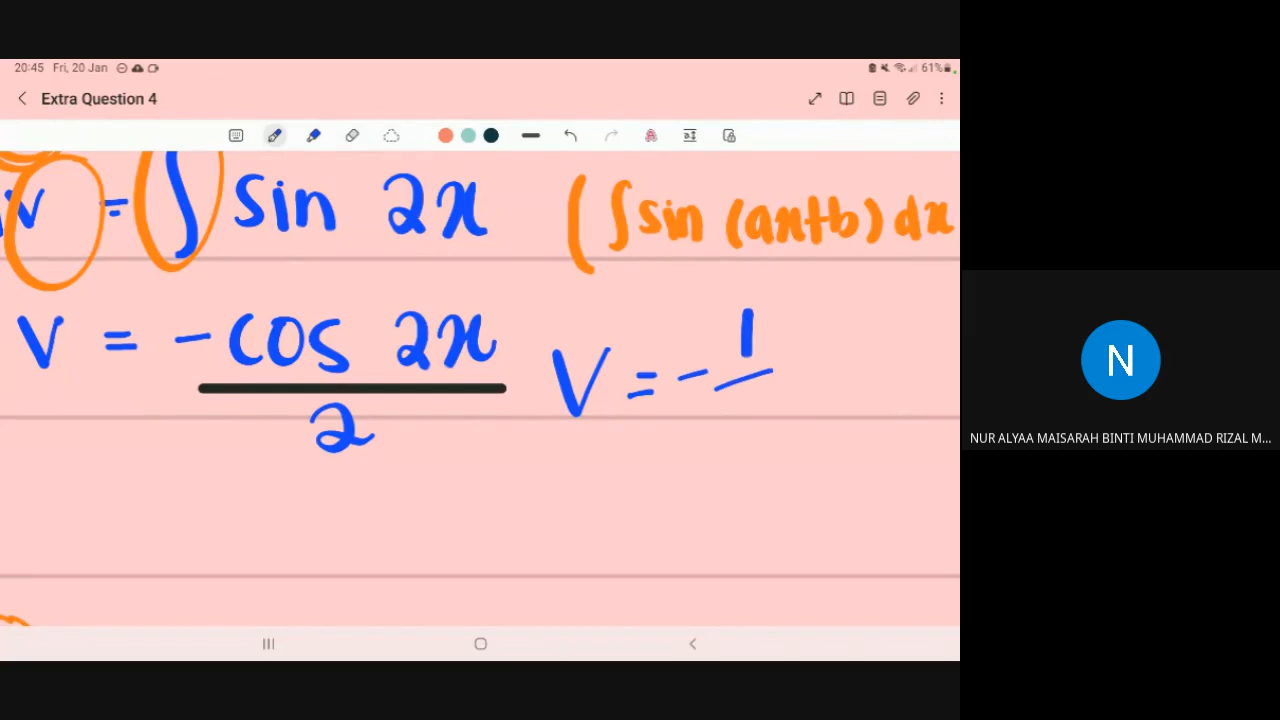 20:45 Fri, 20 Jan
61%
Extra Question 4
v = ∫ sin 2x (∫ sin (ax+b) dx
V = -cos 2x / 2 V = - 1 /
N
NUR ALYAA MAISARAH BINTI MUHAMMAD RIZAL M...